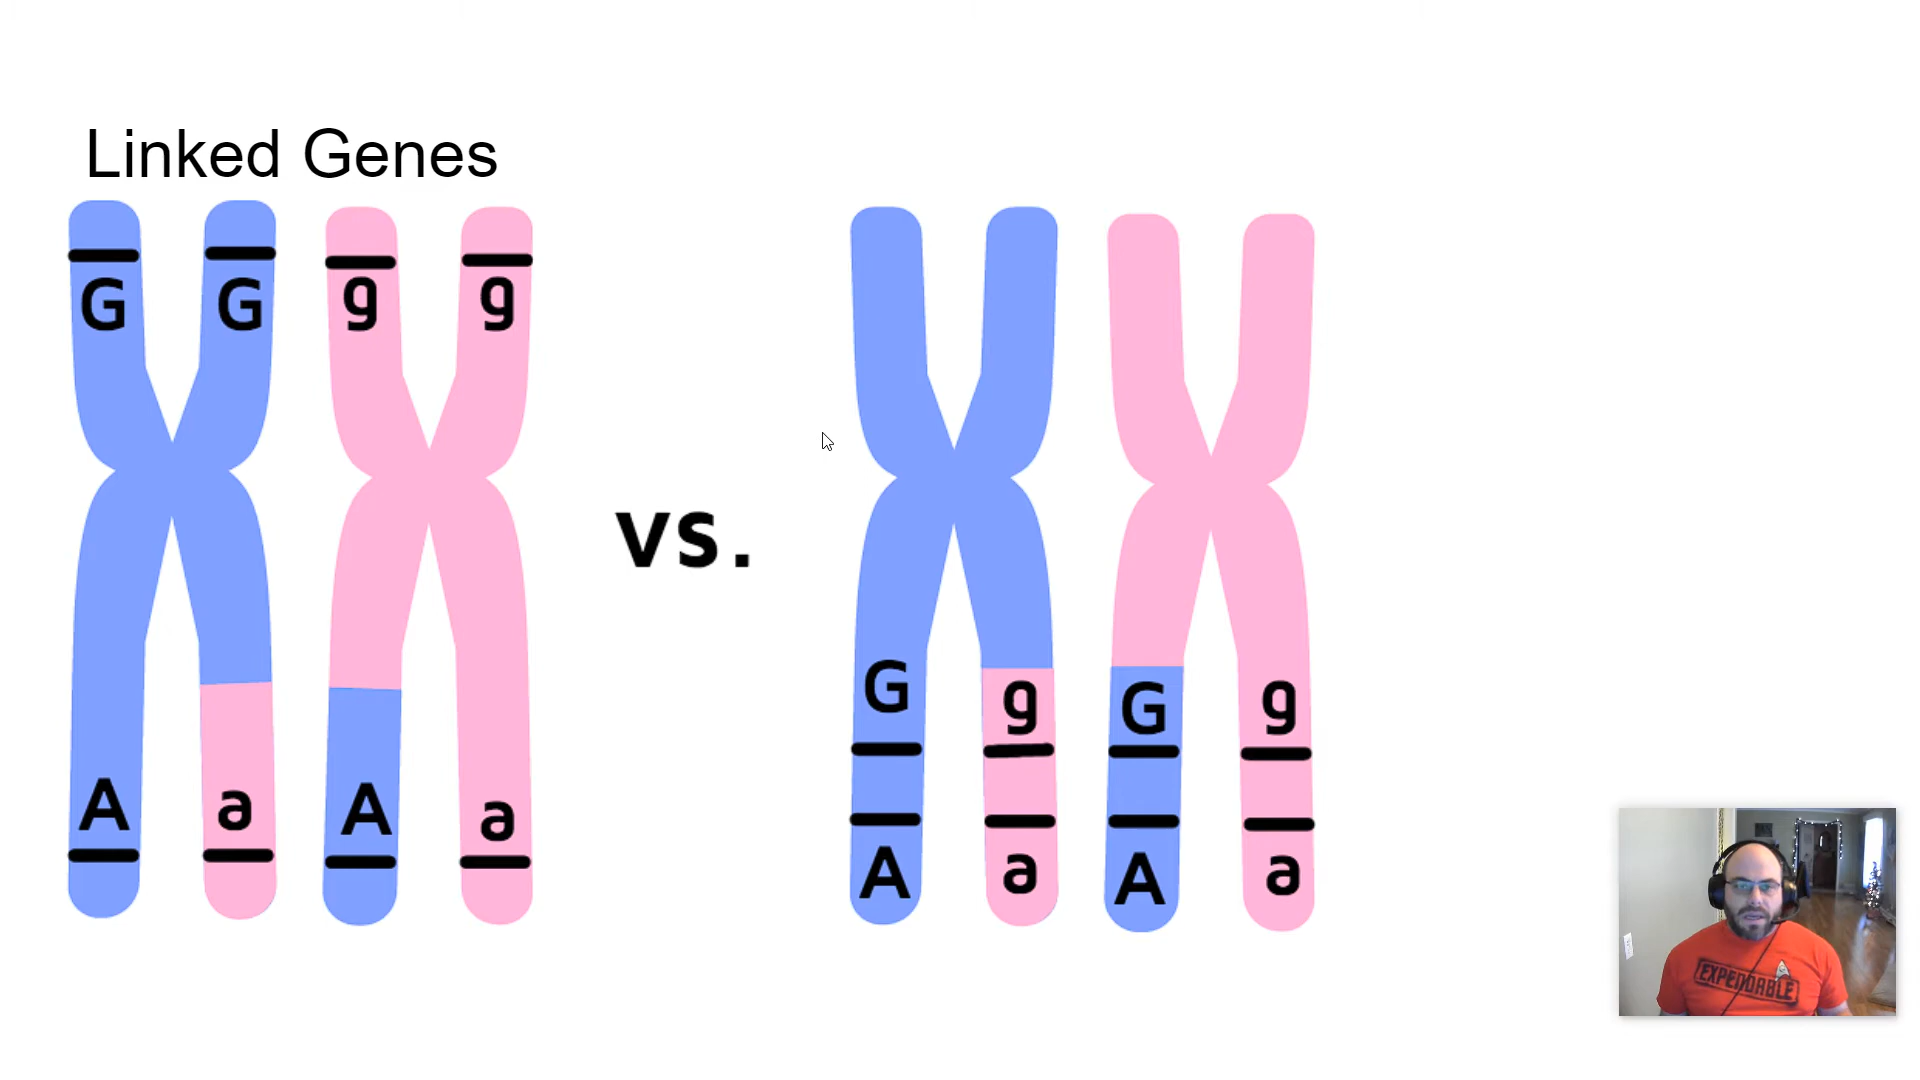 Linked Genes
G G g g
A a A a
vs.
G g G g
A a A a
EXPENDABLE